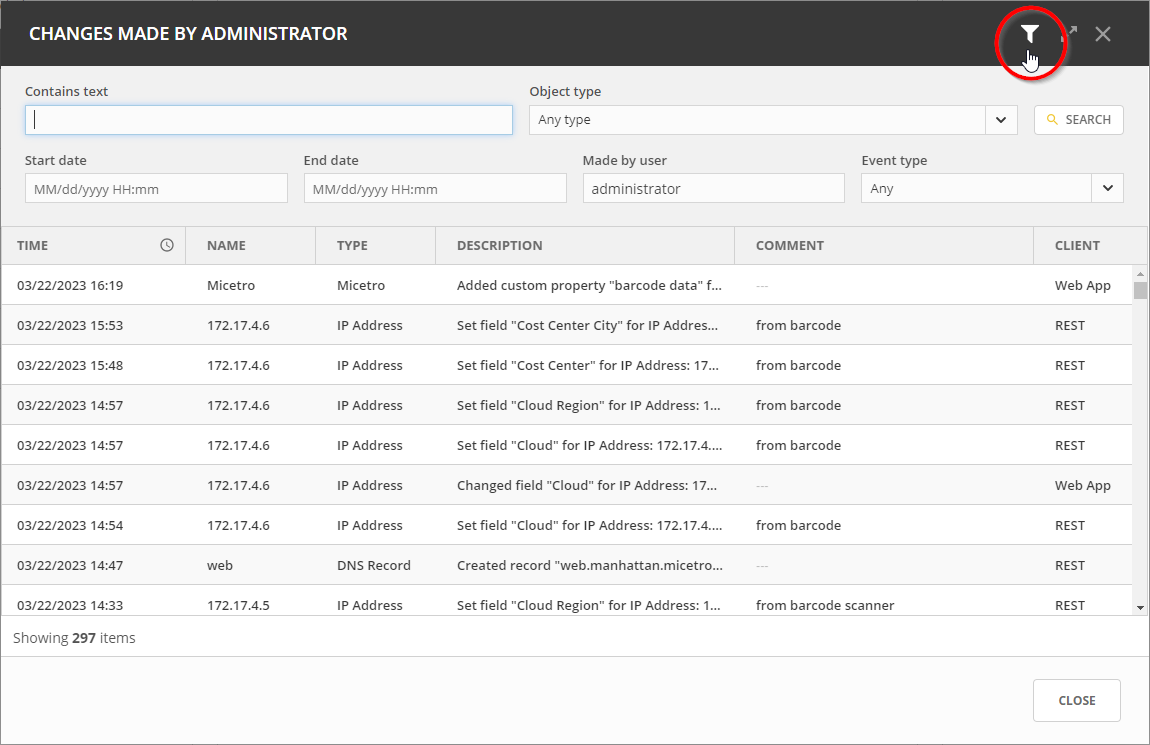 CHANGES MADE BY ADMINISTRATOR
Contains text Object type
Any type SEARCH
Start date End date Made by user Event type
MM/dd/yyyy HH:mm MM/dd/yyyy HH:mm administrator Any
TIME NAME TYPE DESCRIPTION COMMENT CLIENT
03/22/2023 16:19 Micetro Micetro Added custom property "barcode data" f... --- Web App
03/22/2023 15:53 172.17.4.6 IP Address Set field "Cost Center City" for IP Addres... from barcode REST
03/22/2023 15:48 172.17.4.6 IP Address Set field "Cost Center" for IP Address: 17... from barcode REST
03/22/2023 14:57 172.17.4.6 IP Address Set field "Cloud Region" for IP Address: 1... from barcode REST
03/22/2023 14:57 172.17.4.6 IP Address Set field "Cloud" for IP Address: 172.17.4.... from barcode REST
03/22/2023 14:57 172.17.4.6 IP Address Changed field "Cloud" for IP Address: 17... --- Web App
03/22/2023 14:54 172.17.4.6 IP Address Set field "Cloud" for IP Address: 172.17.4.... from barcode REST
03/22/2023 14:47 web DNS Record Created record "web.manhattan.micetro... --- REST
03/22/2023 14:33 172.17.4.5 IP Address Set field "Cloud Region" for IP Address: 1... from barcode scanner REST
Showing 297 items
CLOSE